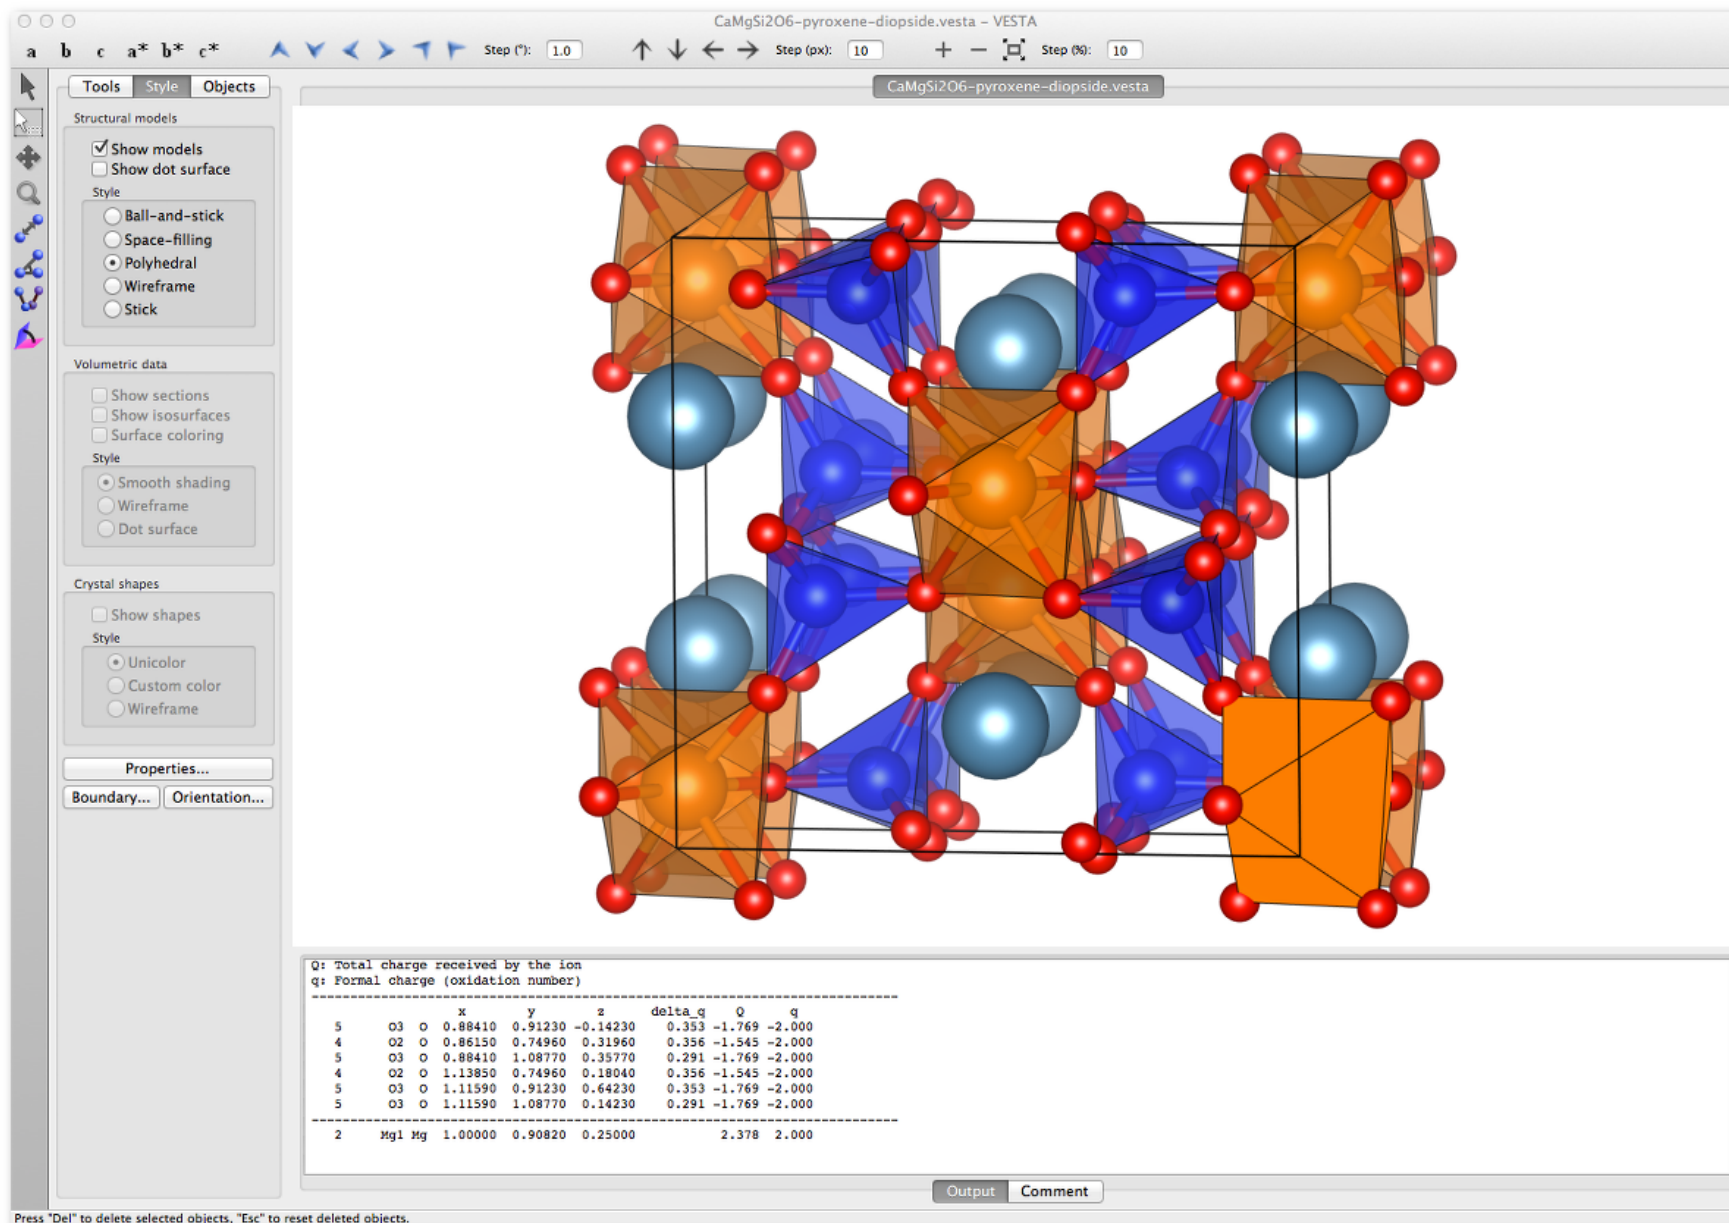 CaMgSi2O6-pyroxene-diopside.vesta - VESTA
a b c a* b* c* Step (°): 1.0 Step (px): 10 Step (%): 10
Tools Style Objects
CaMgSi2O6-pyroxene-diopside.vesta
Structural models
Show models
Show dot surface
Style
Ball-and-stick
Space-filling
Polyhedral
Wireframe
Stick
Volumetric data
Show sections
Show isosurfaces
Surface coloring
Style
Smooth shading
Wireframe
Dot surface
Crystal shapes
Show shapes
Style
Unicolor
Custom color
Wireframe
Properties...
Boundary... Orientation...
Q: Total charge received by the ion
q: Formal charge (oxidation number)
x y z delta_q Q q
5 O3 O 0.88410 0.91230 -0.14230 0.353 -1.769 -2.000
4 O2 O 0.86150 0.74960 0.31960 0.356 -1.545 -2.000
5 O3 O 0.88410 1.08770 0.35770 0.291 -1.769 -2.000
4 O2 O 1.13850 0.74960 0.18040 0.356 -1.545 -2.000
5 O3 O 1.11590 0.91230 0.64230 0.353 -1.769 -2.000
5 O3 O 1.11590 1.08770 0.14230 0.291 -1.769 -2.000
2 Mg1 Mg 1.00000 0.90820 0.25000 2.378 2.000
Output Comment
Press "Del" to delete selected objects. "Esc" to reset deleted objects.